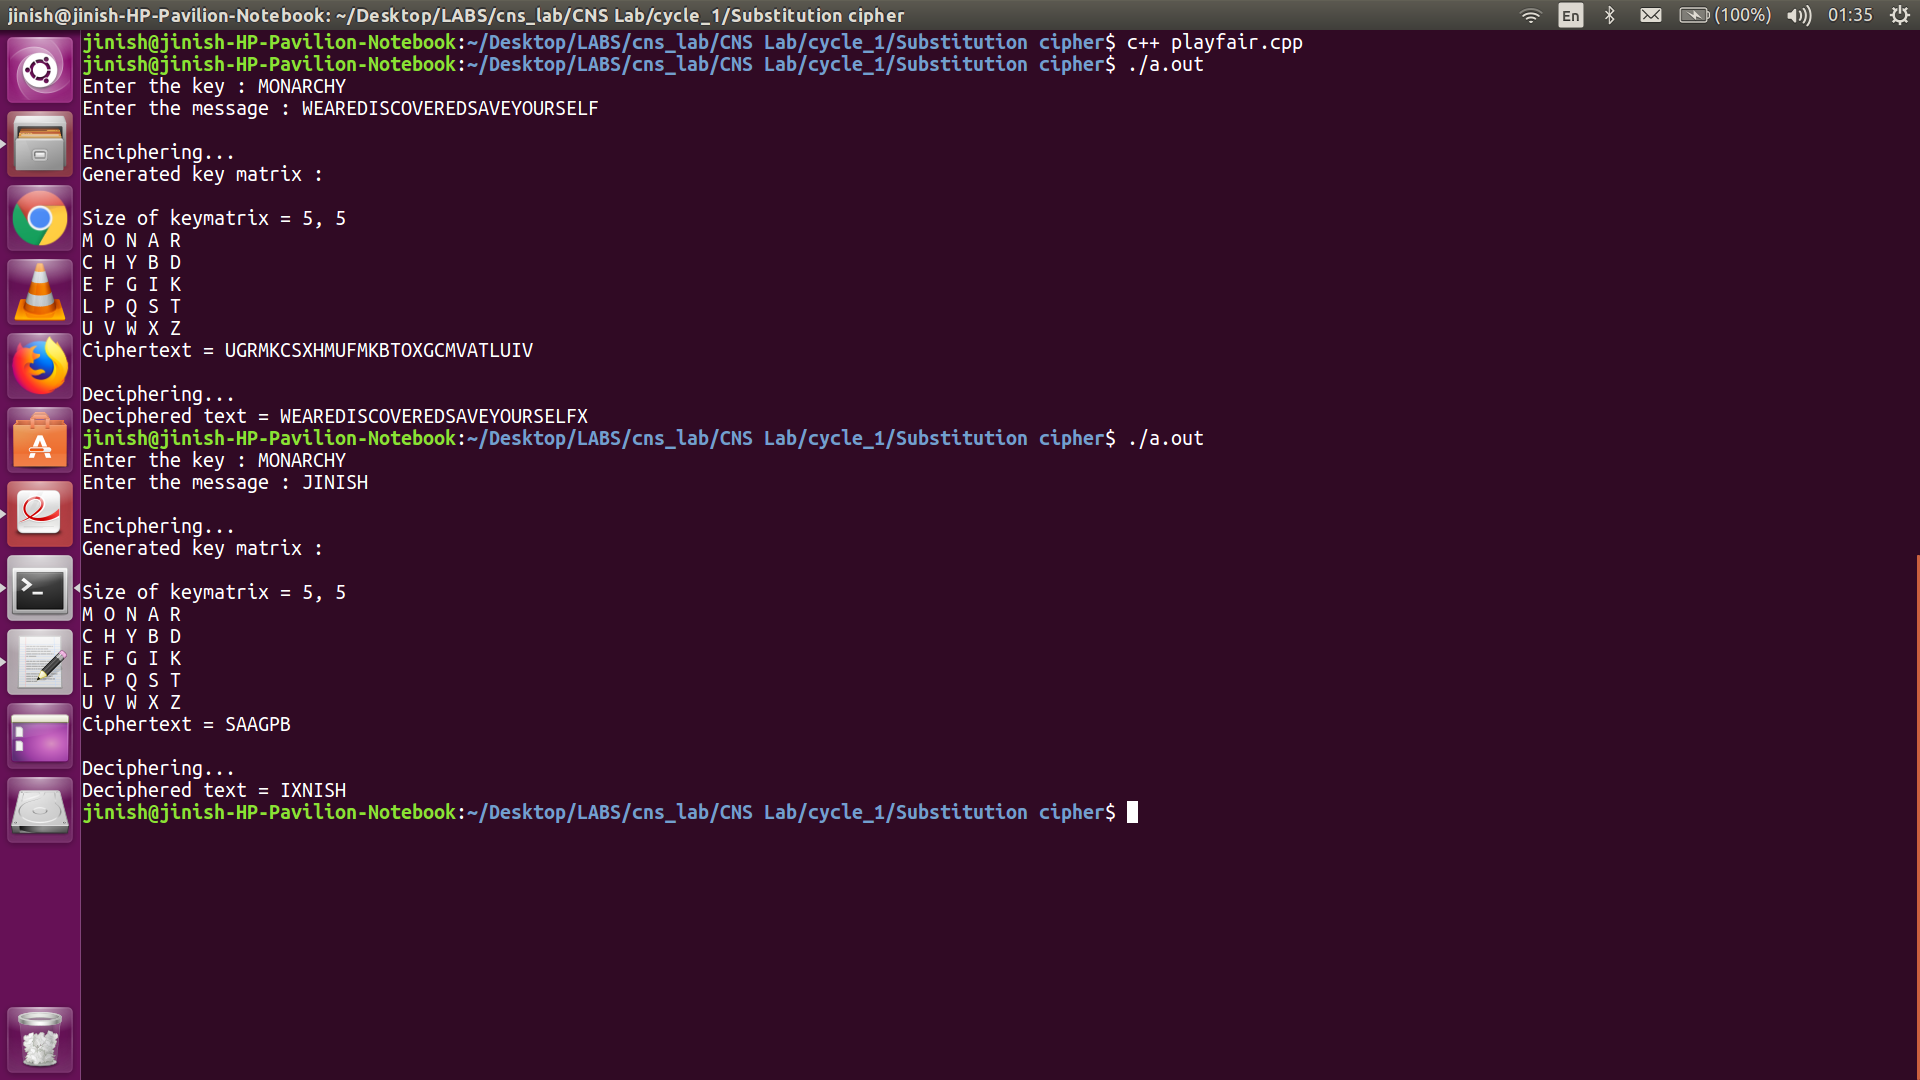 jinish@jinish-HP-Pavilion-Notebook: ~/Desktop/LABS/cns_lab/CNS Lab/cycle_1/Substitution cipher
En (100%) 01:35
jinish@jinish-HP-Pavilion-Notebook:~/Desktop/LABS/cns_lab/CNS Lab/cycle_1/Substitution cipher$ c++ playfair.cpp
jinish@jinish-HP-Pavilion-Notebook:~/Desktop/LABS/cns_lab/CNS Lab/cycle_1/Substitution cipher$ ./a.out
Enter the key : MONARCHY
Enter the message : WEAREDISCOVEREDSAVEYOURSELF
Enciphering...
Generated key matrix :
Size of keymatrix = 5, 5
M O N A R
C H Y B D
E F G I K
L P Q S T
U V W X Z
Ciphertext = UGRMKCSXHMUFMKBTOXGCMVATLUIV
Deciphering...
Deciphered text = WEAREDISCOVEREDSAVEYOURSELFX
jinish@jinish-HP-Pavilion-Notebook:~/Desktop/LABS/cns_lab/CNS Lab/cycle_1/Substitution cipher$ ./a.out
Enter the key : MONARCHY
Enter the message : JINISH
Enciphering...
Generated key matrix :
Size of keymatrix = 5, 5
M O N A R
C H Y B D
E F G I K
L P Q S T
U V W X Z
Ciphertext = SAAGPB
Deciphering...
Deciphered text = IXNISH
jinish@jinish-HP-Pavilion-Notebook:~/Desktop/LABS/cns_lab/CNS Lab/cycle_1/Substitution cipher$